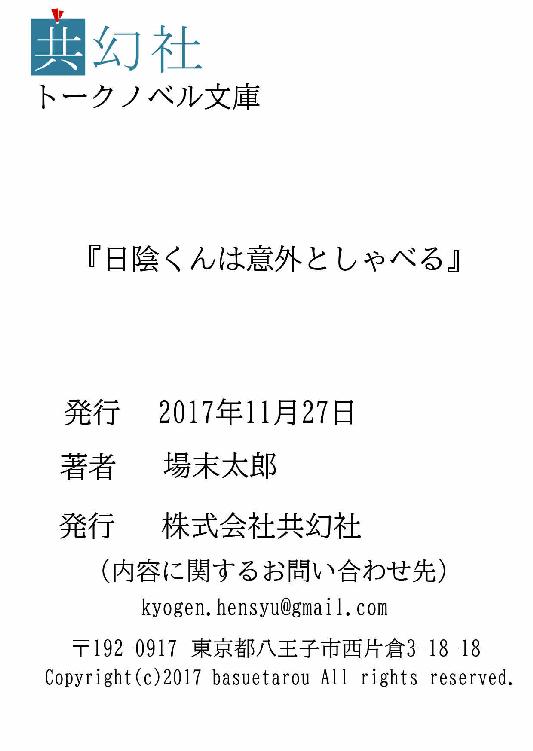 共幻社
トークノベル文庫
『日陰くんは意外としゃべる』
発行 2017年11月27日
著者 場末太郎
発行 株式会社共幻社
（内容に関するお問い合わせ先）
kyogen.hensyu@gmail.com
〒192 0917 東京都八王子市西片倉3 18 18
Copyright(c)2017 basuetarou All rights reserved.